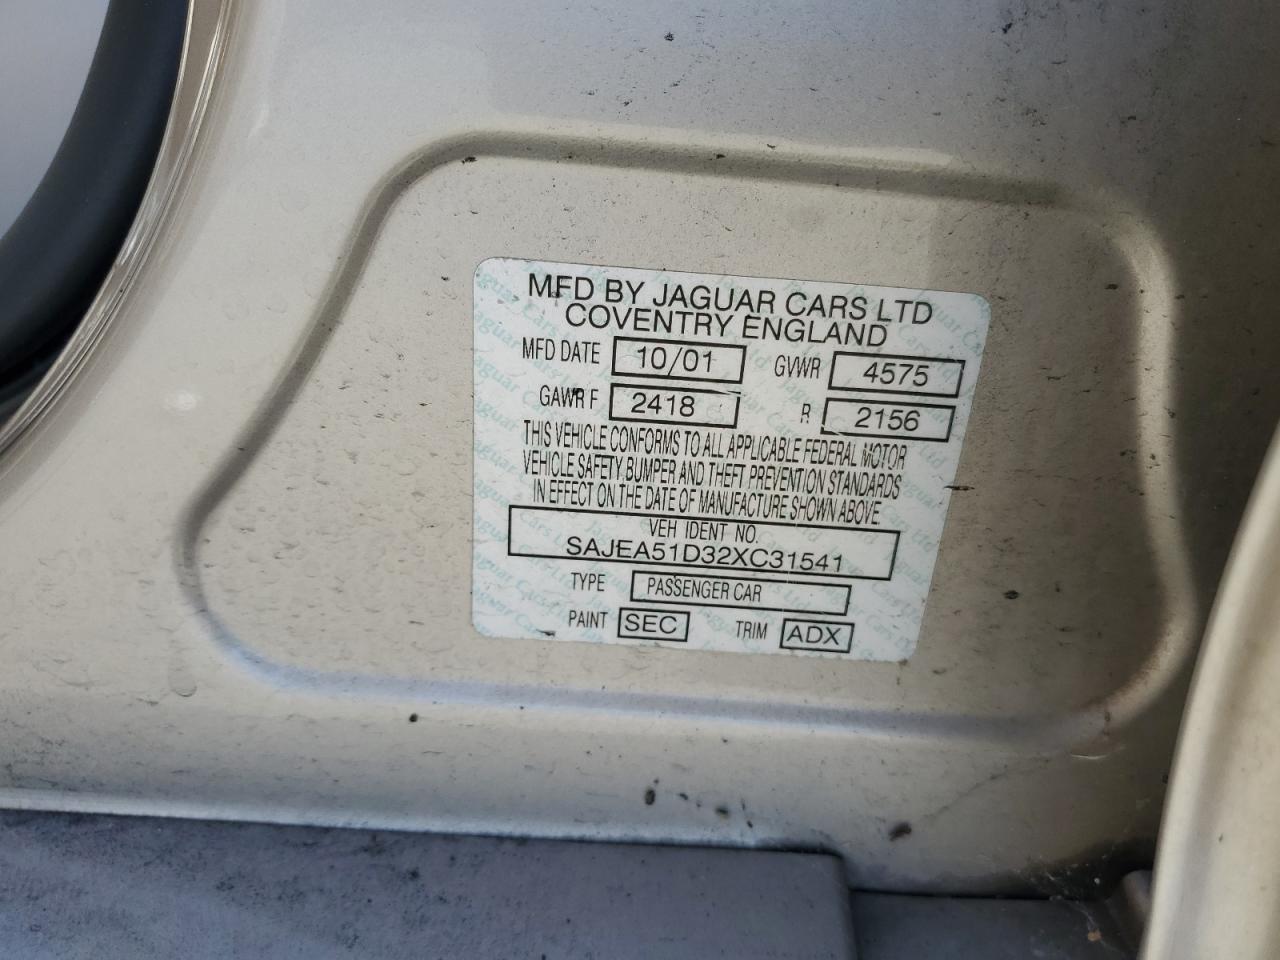 MFD BY JAGUAR CARS LTD
COVENTRY ENGLAND
MFD DATE 10/01 GVWR 4575
GAWR F 2418 R 2156
THIS VEHICLE CONFORMS TO ALL APPLICABLE FEDERAL MOTOR
VEHICLE SAFETY, BUMPER AND THEFT PREVENTION STANDARDS
IN EFFECT ON THE DATE OF MANUFACTURE SHOWN ABOVE.
VEH IDENT NO.
SAJEA51D32XC31541
TYPE PASSENGER CAR
PAINT SEC TRIM ADX